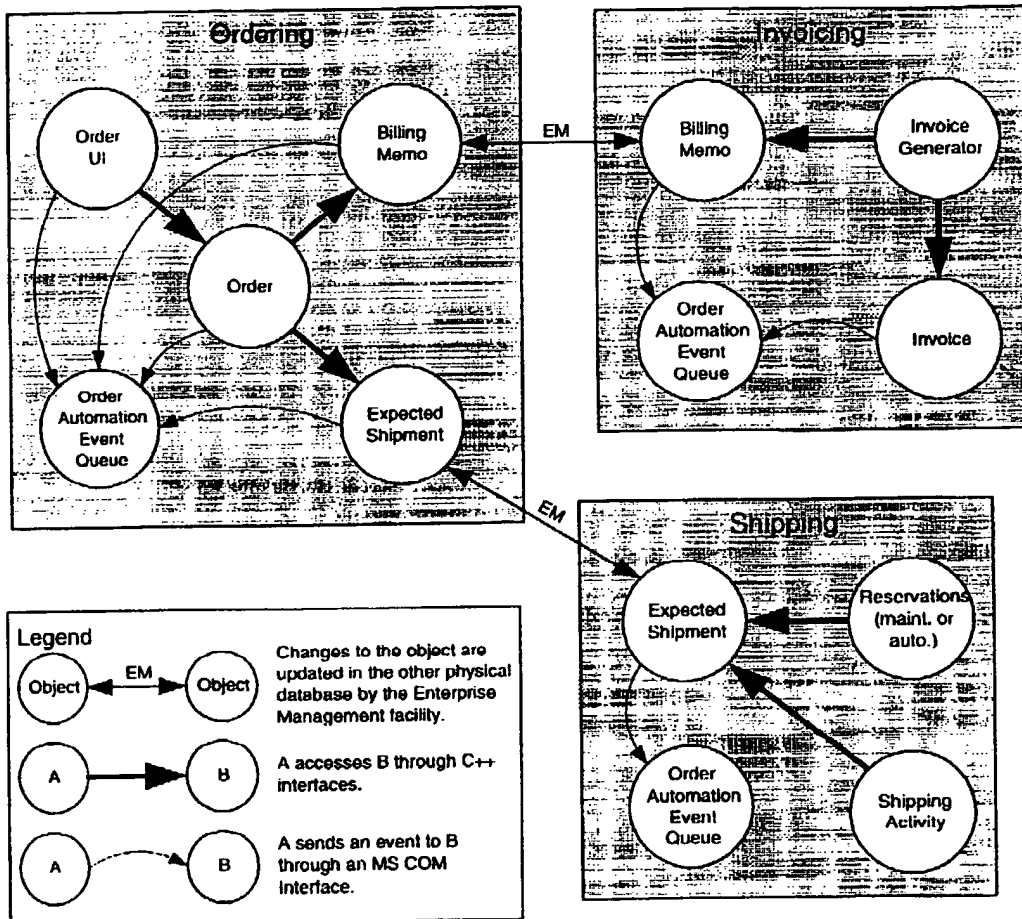 Ordering
Order
UI
Billing
Memo
Order
Order
Automation
Event
Queue
Expected
Shipment
EM
Invoicing
Billing
Memo
Invoice
Generator
Order
Automation
Event
Queue
Invoice
EM
Shipping
Expected
Shipment
Reservations
(maint. or
auto.)
Order
Automation
Event
Queue
Shipping
Activity
Legend
Object
EM
Object
Changes to the object are
updated in the other physical
database by the Enterprise
Management facility.
A
B
A accesses B through C++
interfaces.
A
B
A sends an event to B
through an MS COM
Interface.